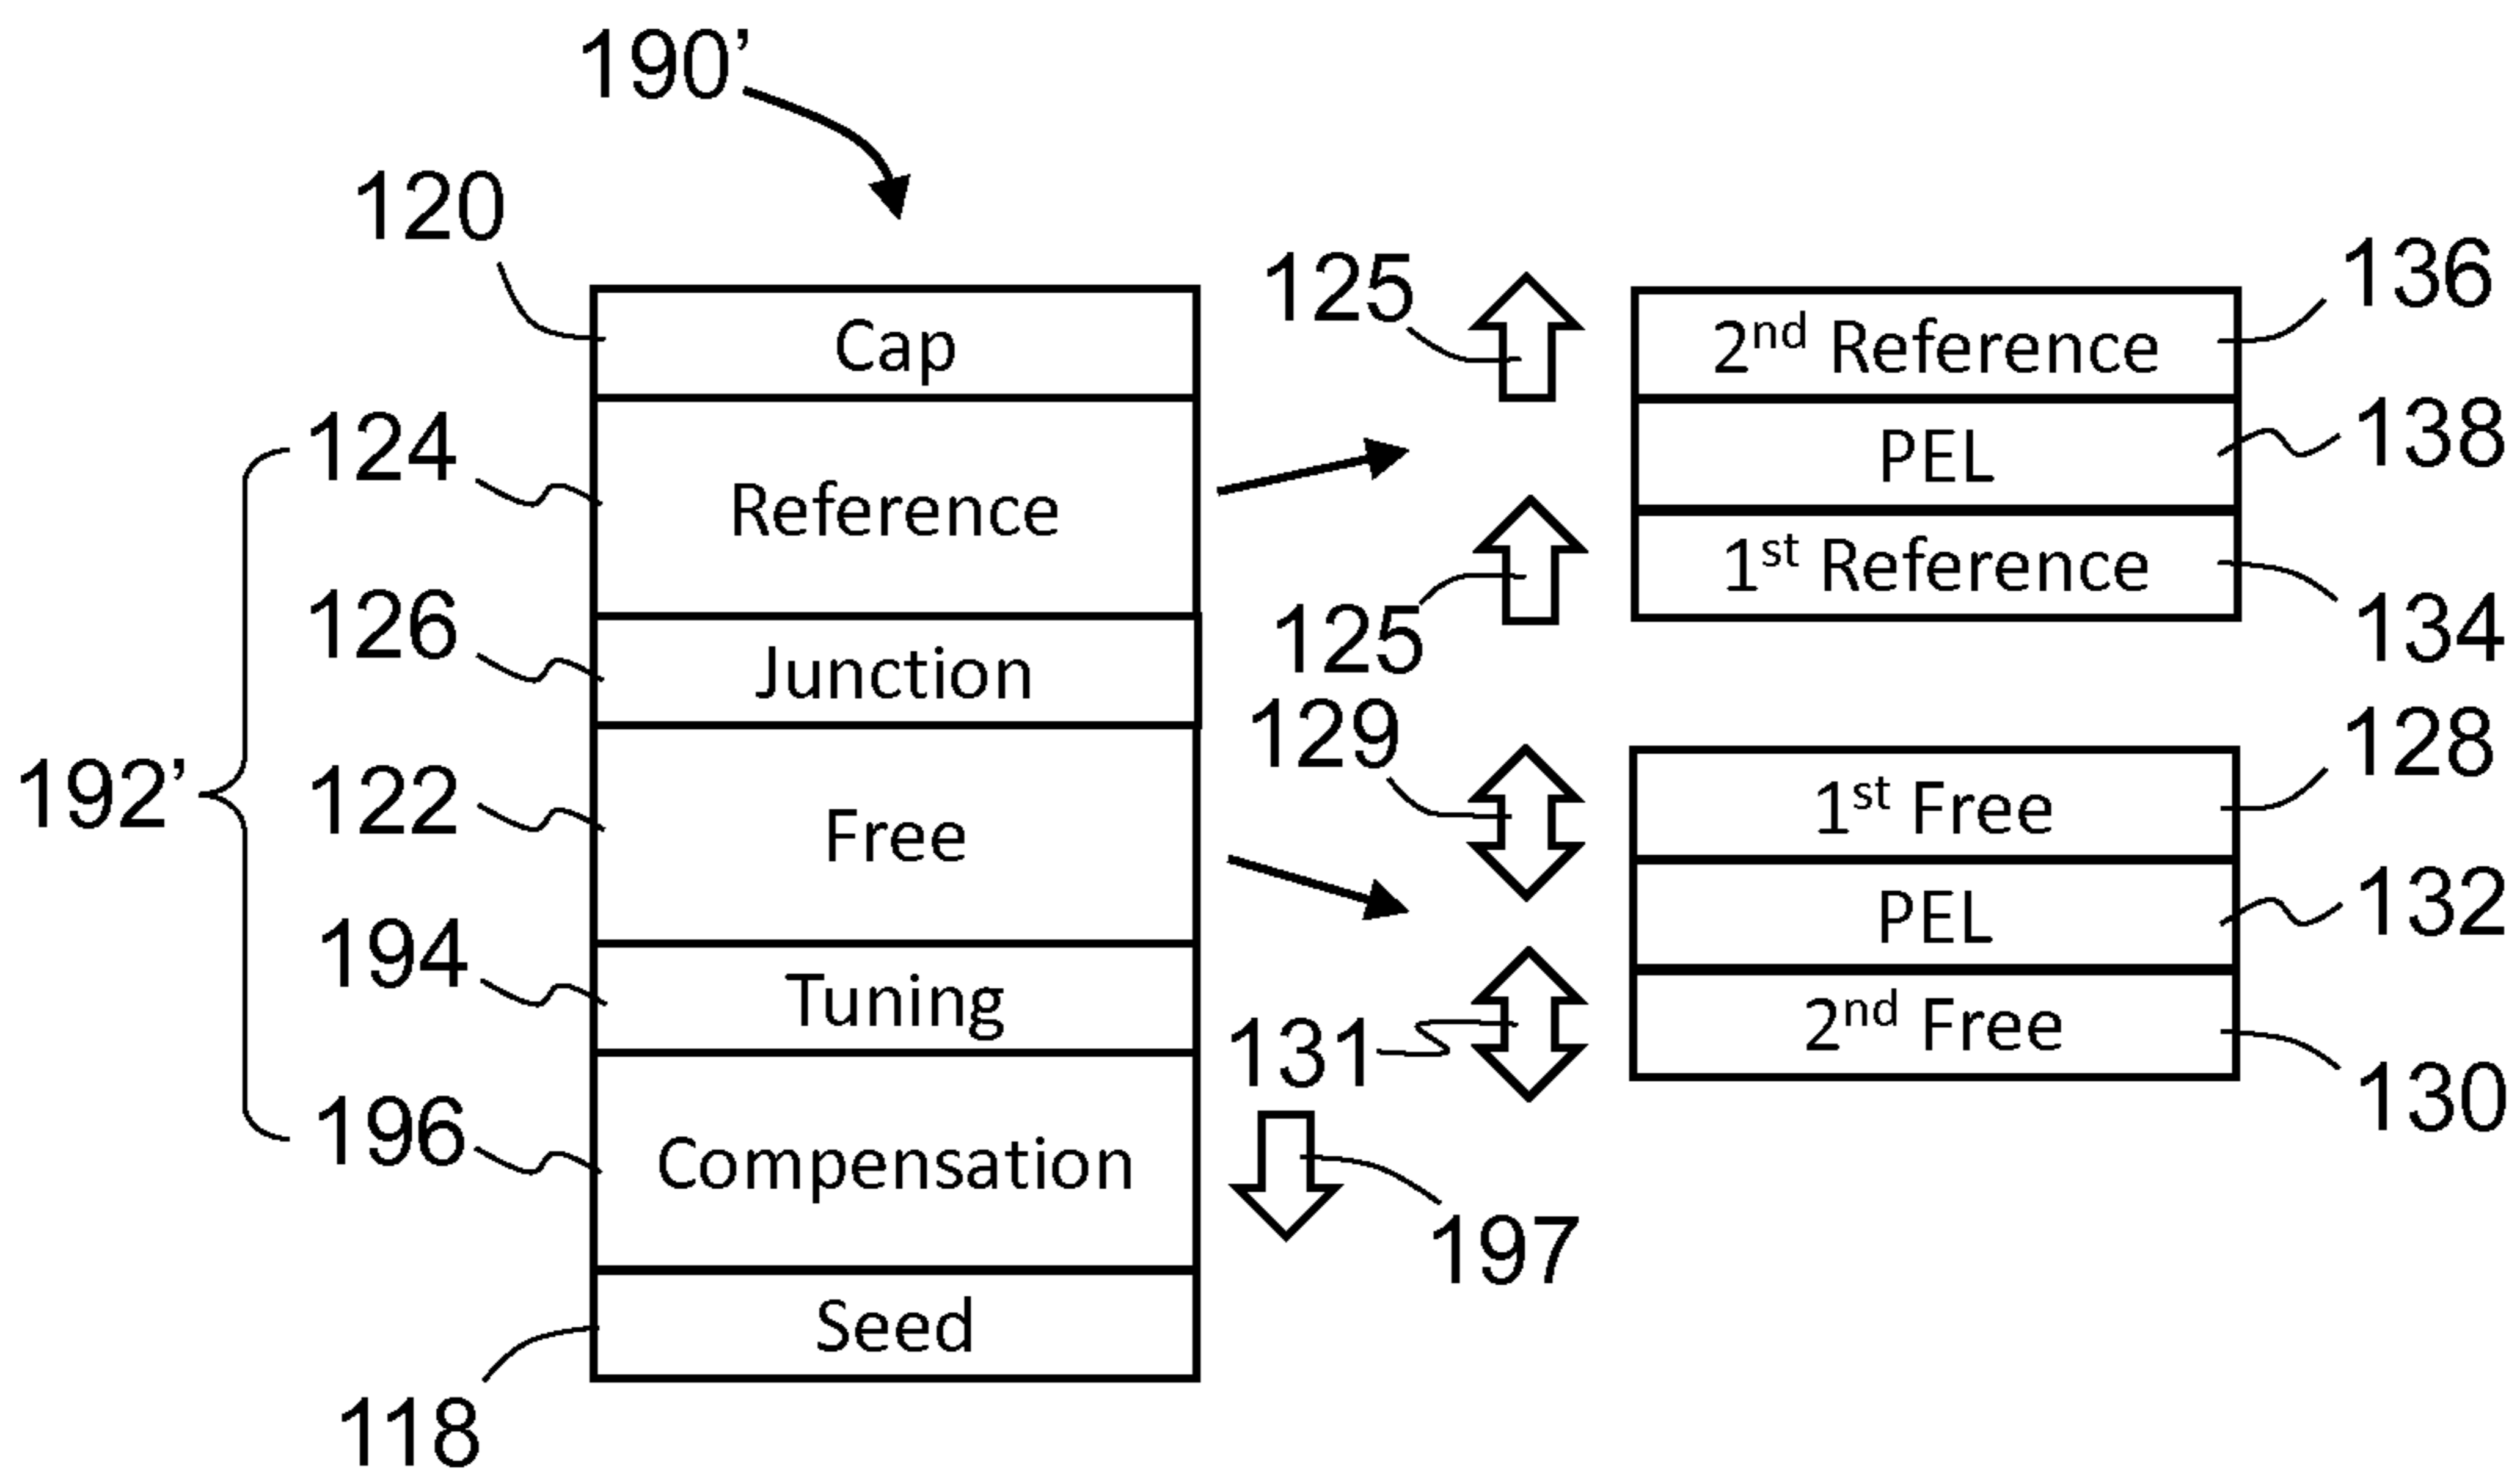 190’
120
Cap
124
Reference
126
Junction
192’
122
Free
194
Tuning
196
Compensation
118
Seed
125
136
2nd Reference
138
PEL
125
1st Reference
134
129
128
1st Free
132
PEL
131
2nd Free
130
197